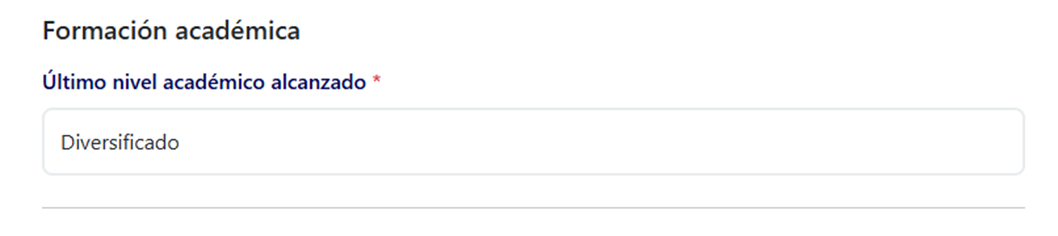 Formación académica
Último nivel académico alcanzado *
Diversificado